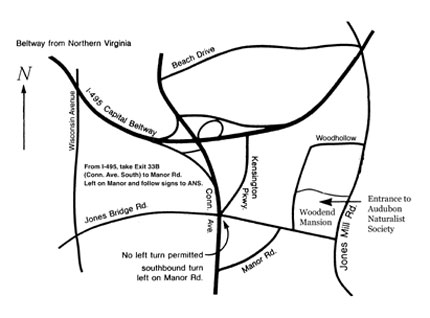 Beltway from Northern Virginia
Beach Drive
N
I-495 Capital Beltway
Wisconsin Avenue
Woodhollow
From I-495, take Exit 33B
(Conn. Ave. South) to Manor Rd.
Left on Manor and follow signs to ANS.
Kensington
Pkwy.
Conn.
Ave.
Jones Bridge Rd.
Woodend
Mansion
Entrance to
Audubon
Naturalist
Society
Jones Mill Rd.
No left turn permitted
southbound turn
left on Manor Rd.
Manor Rd.